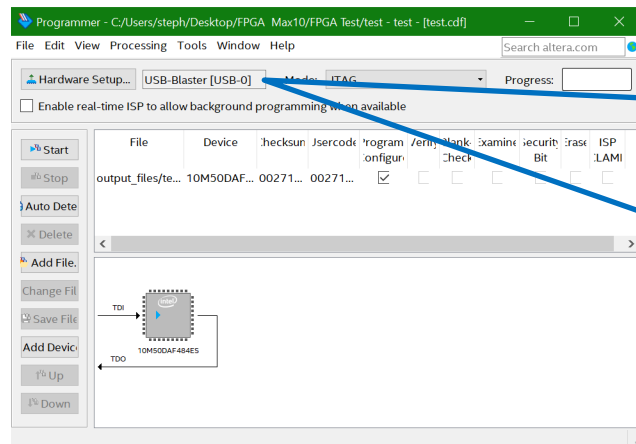 Programmer - C:/Users/steph/Desktop/FPGA Max10/FPGA Test/test - test - [test.cdf]
File Edit View Processing Tools Window Help
Search altera.com
Hardware Setup... USB-Blaster [USB-0] Mode: JTAG Progress:
Enable real-time ISP to allow background programming when available
Start
Stop
Auto Dete
Delete
Add File.
Change Fil
Save File
Add Devic
Up
Down
File Device Checksun Usercode Program Verify Blank- Examine Security Erase ISP
Configure Check Bit CLAMI
output_files/te... 10M50DAF... 00271... 00271...
intel
TDI
10M50DAF484ES
TDO